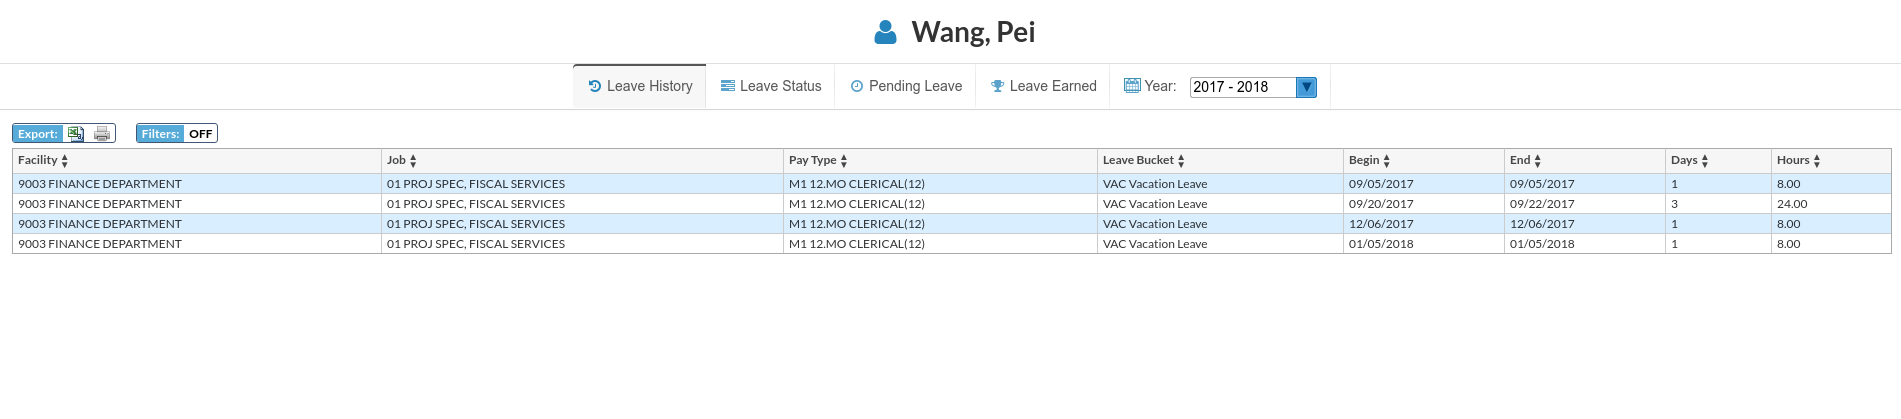 Wang, Pei
Leave History Leave Status Pending Leave Leave Earned Year: 2017 - 2018
Export: Filters: OFF
Facility Job Pay Type Leave Bucket Begin End Days Hours
9003 FINANCE DEPARTMENT 01 PROJ SPEC, FISCAL SERVICES M1 12.MO CLERICAL(12) VAC Vacation Leave 09/05/2017 09/05/2017 1 8.00
9003 FINANCE DEPARTMENT 01 PROJ SPEC, FISCAL SERVICES M1 12.MO CLERICAL(12) VAC Vacation Leave 09/20/2017 09/22/2017 3 24.00
9003 FINANCE DEPARTMENT 01 PROJ SPEC, FISCAL SERVICES M1 12.MO CLERICAL(12) VAC Vacation Leave 12/06/2017 12/06/2017 1 8.00
9003 FINANCE DEPARTMENT 01 PROJ SPEC, FISCAL SERVICES M1 12.MO CLERICAL(12) VAC Vacation Leave 01/05/2018 01/05/2018 1 8.00